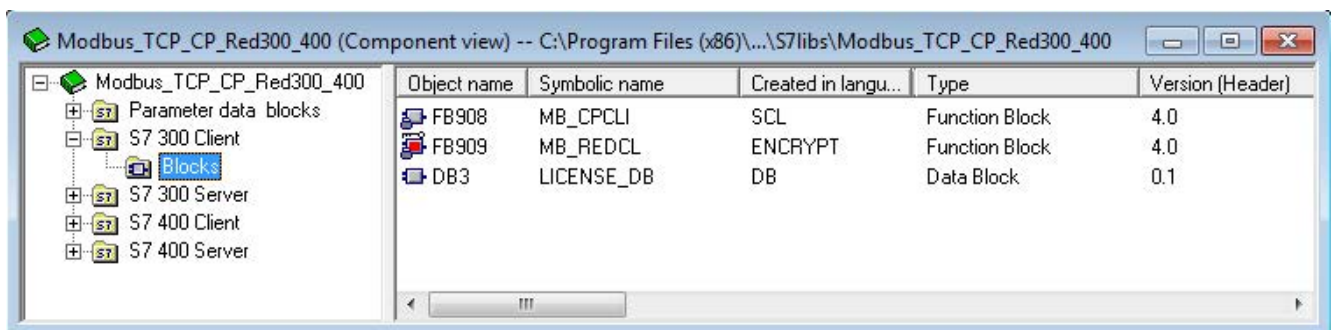 Modbus_TCP_CP_Red300_400 (Component view) -- C:\Program Files (x86)\...\S7libs\Modbus_TCP_CP_Red300_400
Modbus_TCP_CP_Red300_400
Parameter data blocks
S7 300 Client
Blocks
S7 300 Server
S7 400 Client
S7 400 Server
Object name Symbolic name Created in langu... Type Version (Header)
FB908 MB_CPCLI SCL Function Block 4.0
FB909 MB_REDCL ENCRYPT Function Block 4.0
DB3 LICENSE_DB DB Data Block 0.1